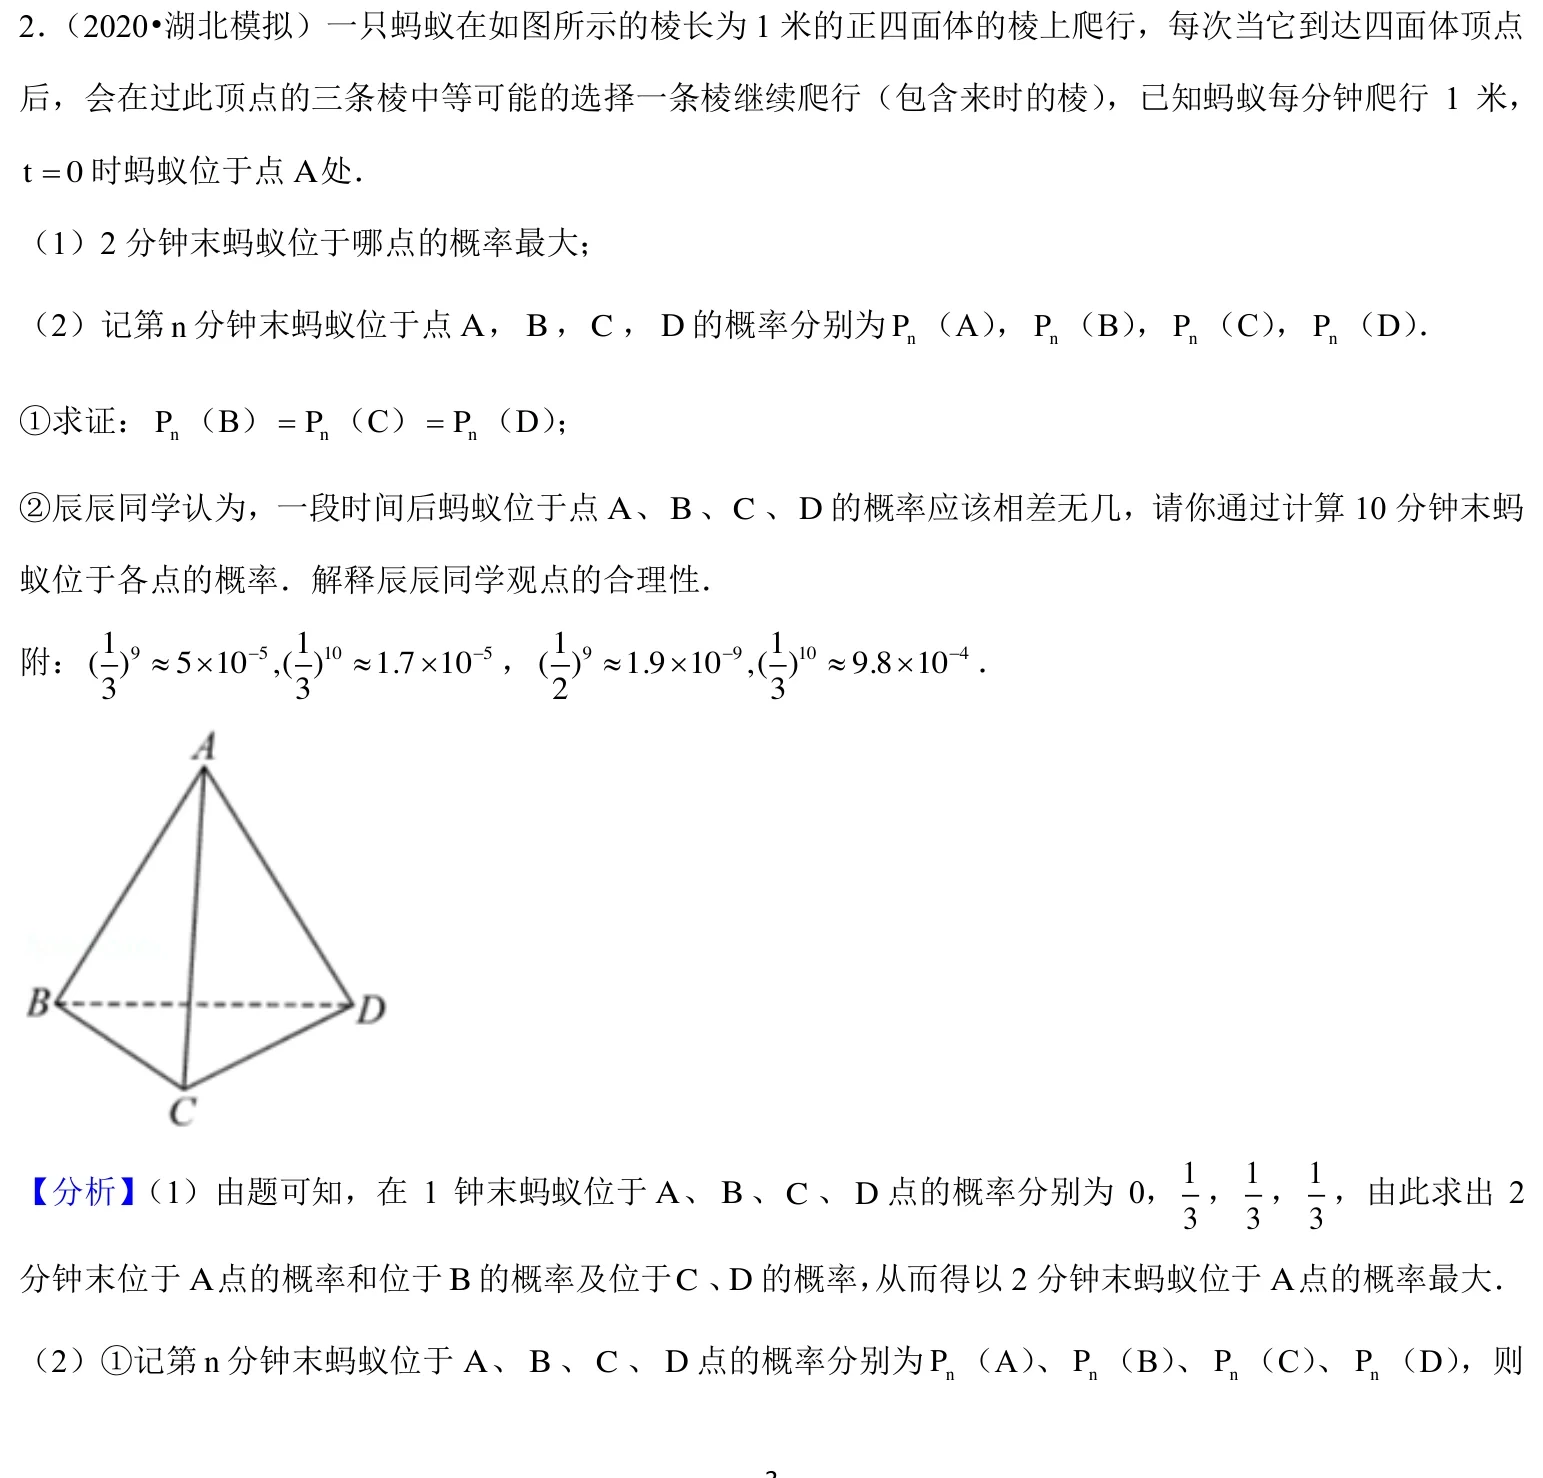 2.（2020•湖北模拟）一只蚂蚁在如图所示的棱长为 1 米的正四面体的棱上爬行，每次当它到达四面体顶点
后，会在过此顶点的三条棱中等可能的选择一条棱继续爬行（包含来时的棱），已知蚂蚁每分钟爬行 1 米，
t=0 时蚂蚁位于点 A 处．
（1）2 分钟末蚂蚁位于哪点的概率最大；
（2）记第 n 分钟末蚂蚁位于点 A， B， C， D 的概率分别为 Pₙ（A）， Pₙ（B）， Pₙ（C）， Pₙ（D）．
①求证： Pₙ（B）= Pₙ（C）= Pₙ（D）；
②辰辰同学认为，一段时间后蚂蚁位于点 A、 B、 C、 D 的概率应该相差无几，请你通过计算 10 分钟末蚂
蚁位于各点的概率．解释辰辰同学观点的合理性．
附： (1/3)⁹ ≈ 5×10⁻⁵,(1/3)¹⁰ ≈ 1.7×10⁻⁵， (1/2)⁹ ≈ 1.9×10⁻⁹,(1/3)¹⁰ ≈ 9.8×10⁻⁴．
A
B
D
C
【分析】（1）由题可知，在 1 钟末蚂蚁位于 A、 B、 C、 D 点的概率分别为 0， 1/3， 1/3， 1/3，由此求出 2
分钟末位于 A 点的概率和位于 B 的概率及位于 C、D 的概率，从而得以 2 分钟末蚂蚁位于 A 点的概率最大．
（2）①记第 n 分钟末蚂蚁位于 A、 B、 C、 D 点的概率分别为 Pₙ（A）、 Pₙ（B）、 Pₙ（C）、 Pₙ（D），则